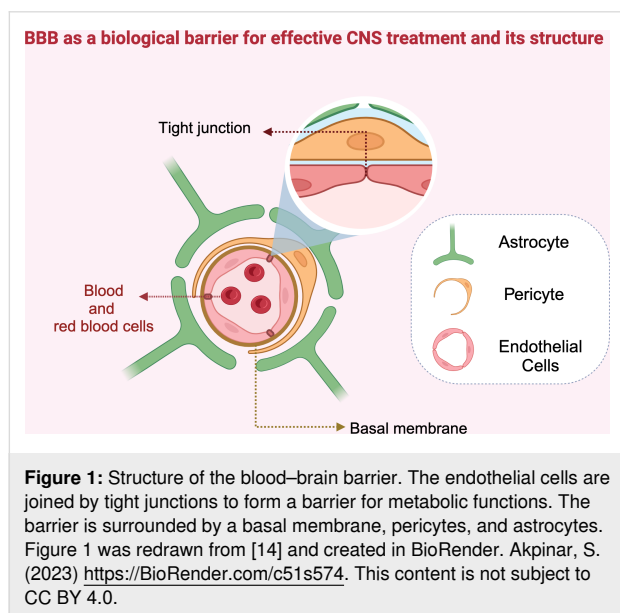 BBB as a biological barrier for effective CNS treatment and its structure
Tight junction
Blood
and
red blood cells
Basal membrane
Astrocyte
Pericyte
Endothelial
Cells
Figure 1: Structure of the blood–brain barrier. The endothelial cells are
joined by tight junctions to form a barrier for metabolic functions. The
barrier is surrounded by a basal membrane, pericytes, and astrocytes.
Figure 1 was redrawn from [14] and created in BioRender. Akpinar, S.
(2023) https://BioRender.com/c51s574. This content is not subject to
CC BY 4.0.